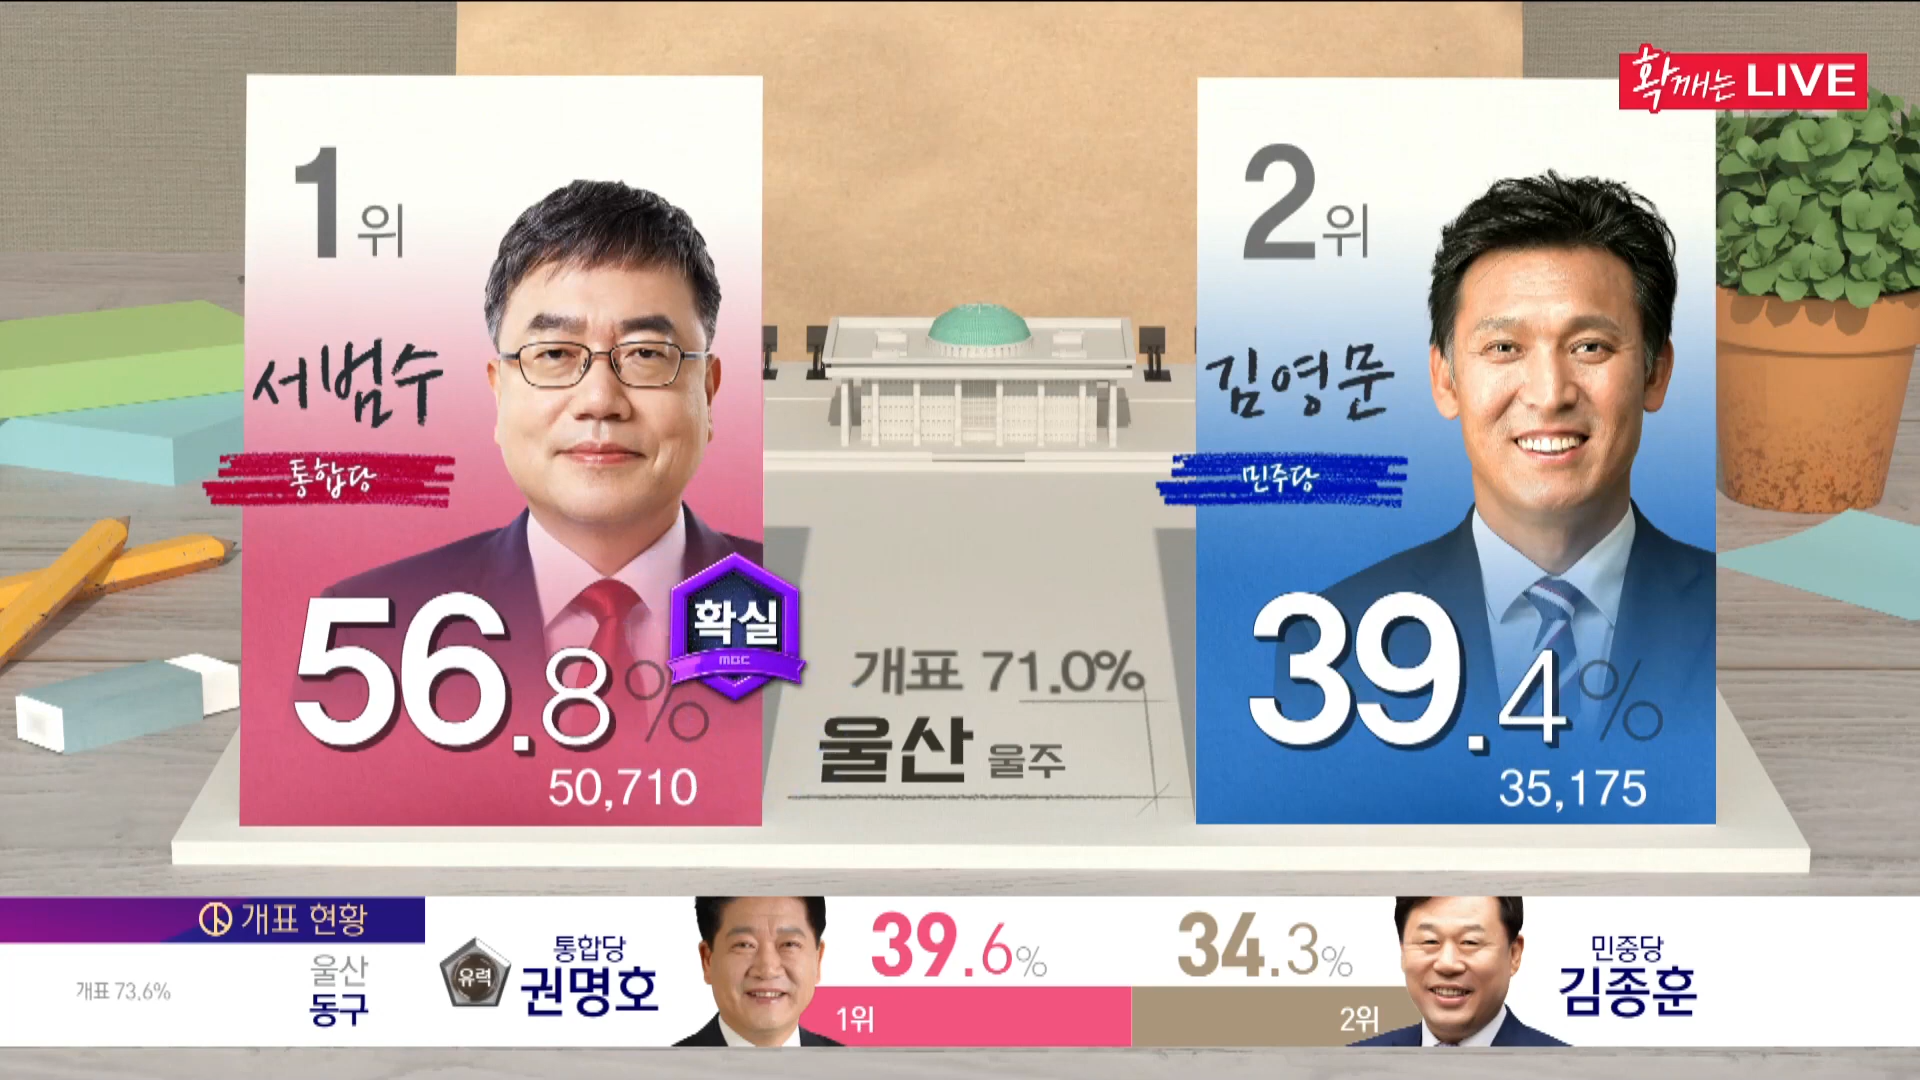 확깨는 LIVE
1위
서범수
통합당
56.8%
50,710
확실
mbc
개표 71.0%
울산 울주
2위
김영문
민주당
39.4%
35,175
개표 현황
개표 73.6%
울산
동구
유력
통합당
권명호
39.6%
1위
34.3%
2위
민중당
김종훈